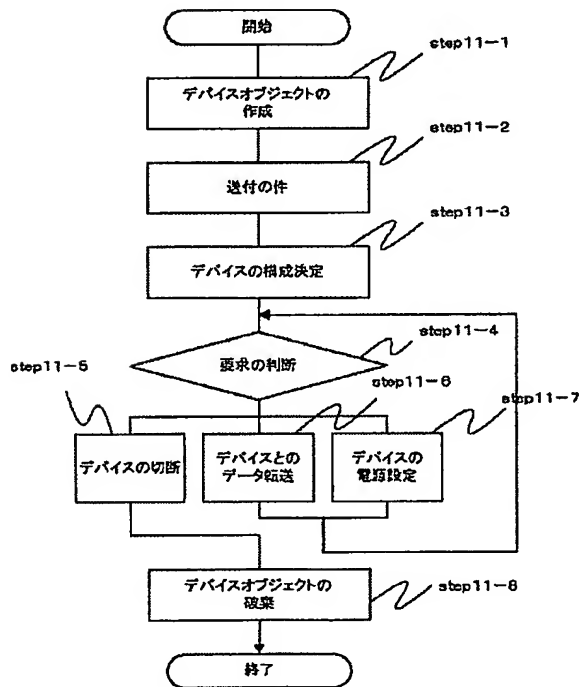 開始
step11-1
デバイスオブジェクトの
作成
step11-2
送付の件
step11-3
デバイスの構成決定
step11-4
要求の判断
step11-5
step11-6
step11-7
デバイスの切断
デバイスとの
データ転送
デバイスの
電源設定
デバイスオブジェクトの
破棄
step11-8
終了